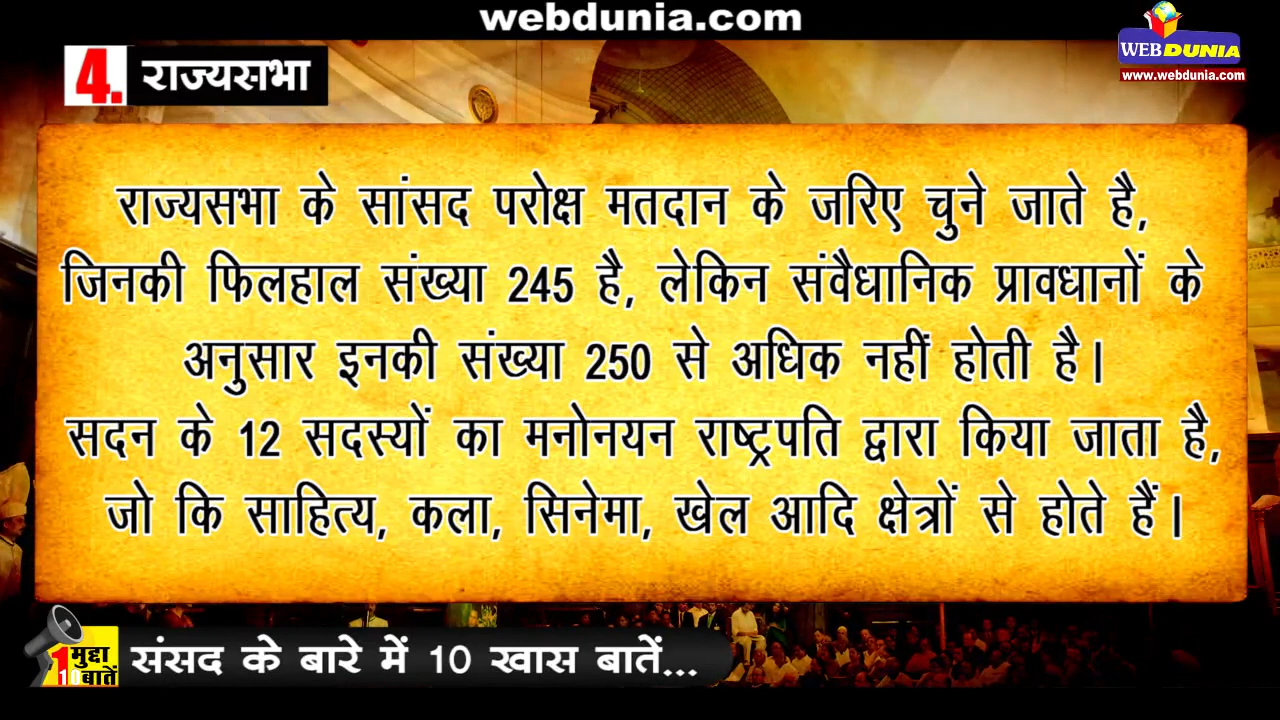 webdunia.com
WEBDUNIA
www.webdunia.com
4. राज्यसभा
राज्यसभा के सांसद परोक्ष मतदान के जरिए चुने जाते है,
जिनकी फिलहाल संख्या 245 है, लेकिन संवैधानिक प्रावधानों के
अनुसार इनकी संख्या 250 से अधिक नहीं होती है।
सदन के 12 सदस्यों का मनोनयन राष्ट्रपति द्वारा किया जाता है,
जो कि साहित्य, कला, सिनेमा, खेल आदि क्षेत्रों से होते हैं।
1 मुद्दा
10 बातें
संसद के बारे में 10 खास बातें...